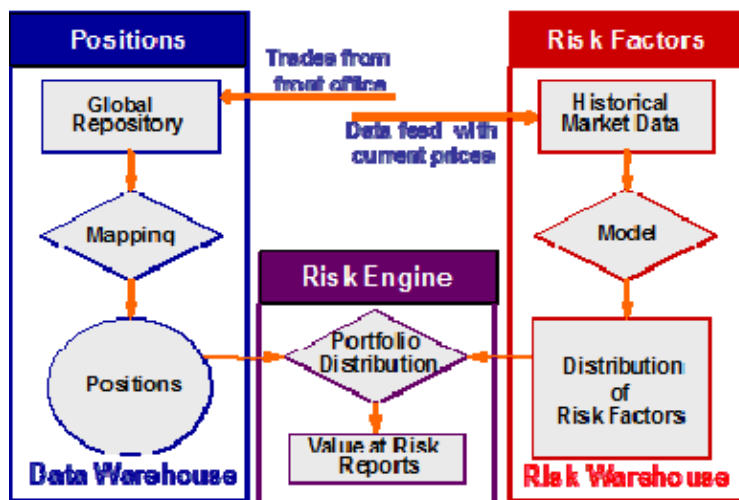 Positions
Risk Factors
Trades from
front office
Global
Repository
Historical
Market Data
Data feed with
current prices
Mapping
Model
Risk Engine
Portfolio
Distribution
Positions
Distribution
of
Risk Factors
Value at Risk
Reports
Data Warehouse
Risk Warehouse